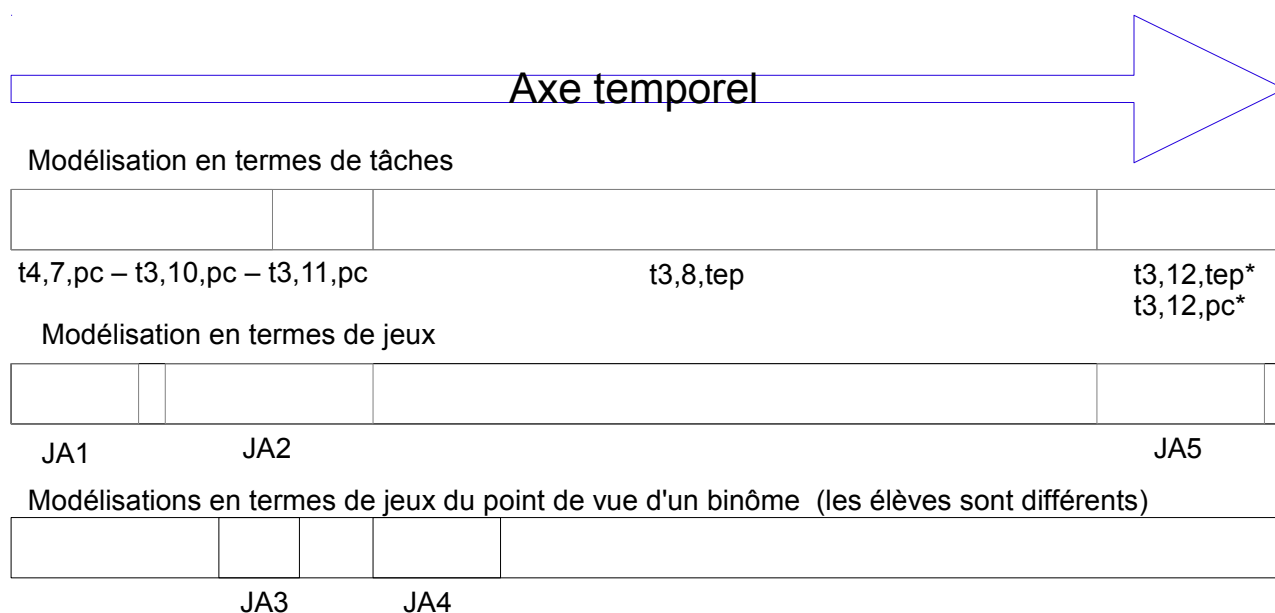 Axe temporel
Modélisation en termes de tâches
t4,7,pc – t3,10,pc – t3,11,pc t3,8,tep t3,12,tep*
t3,12,pc*
Modélisation en termes de jeux
JA1 JA2 JA5
Modélisations en termes de jeux du point de vue d'un binôme (les élèves sont différents)
JA3 JA4